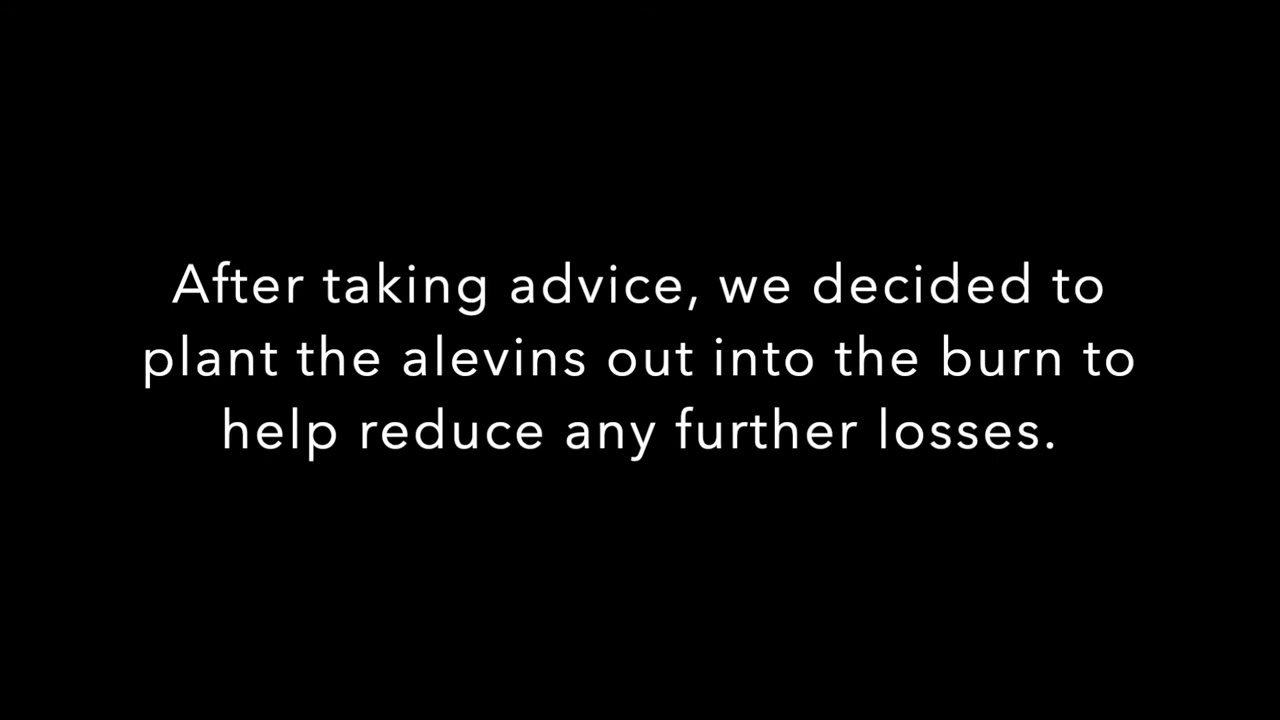 After taking advice, we decided to
plant the alevins out into the burn to
help reduce any further losses.